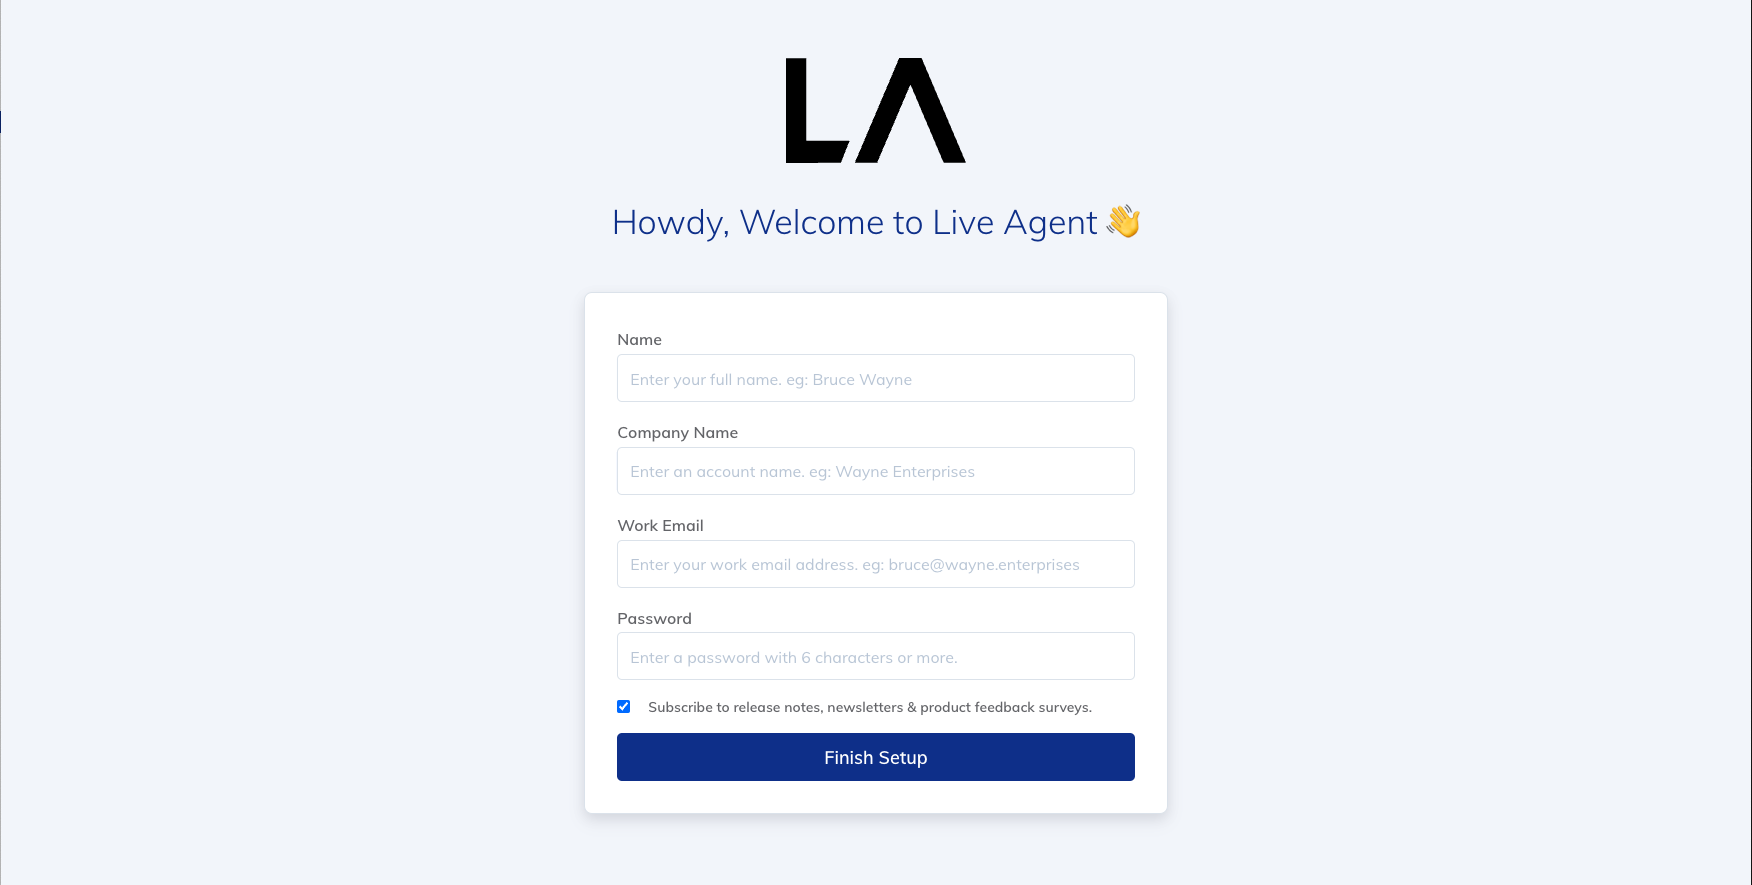 LA
Howdy, Welcome to Live Agent 👋
Name
Enter your full name. eg: Bruce Wayne
Company Name
Enter an account name. eg: Wayne Enterprises
Work Email
Enter your work email address. eg: bruce@wayne.enterprises
Password
Enter a password with 6 characters or more.
Subscribe to release notes, newsletters & product feedback surveys.
Finish Setup